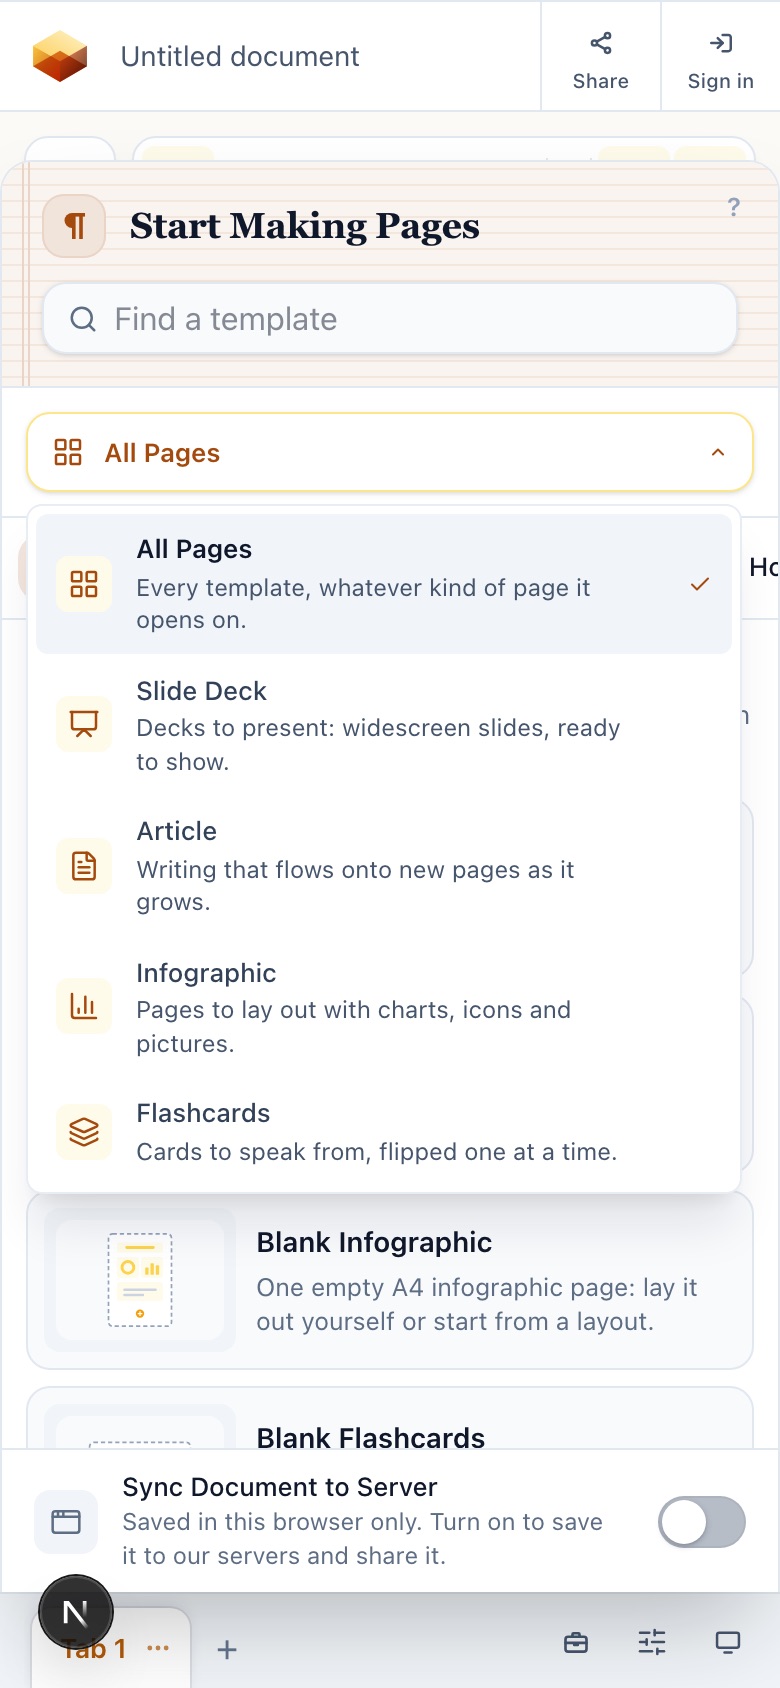 Untitled document
Share
Sign in
¶ Start Making Pages
?
Find a template
All Pages
All Pages
Every template, whatever kind of page it
opens on.
Slide Deck
Decks to present: widescreen slides, ready
to show.
Article
Writing that flows onto new pages as it
grows.
Infographic
Pages to lay out with charts, icons and
pictures.
Flashcards
Cards to speak from, flipped one at a time.
Blank Infographic
One empty A4 infographic page: lay it
out yourself or start from a layout.
Blank Flashcards
Sync Document to Server
Saved in this browser only. Turn on to save
it to our servers and share it.
N
Tab 1